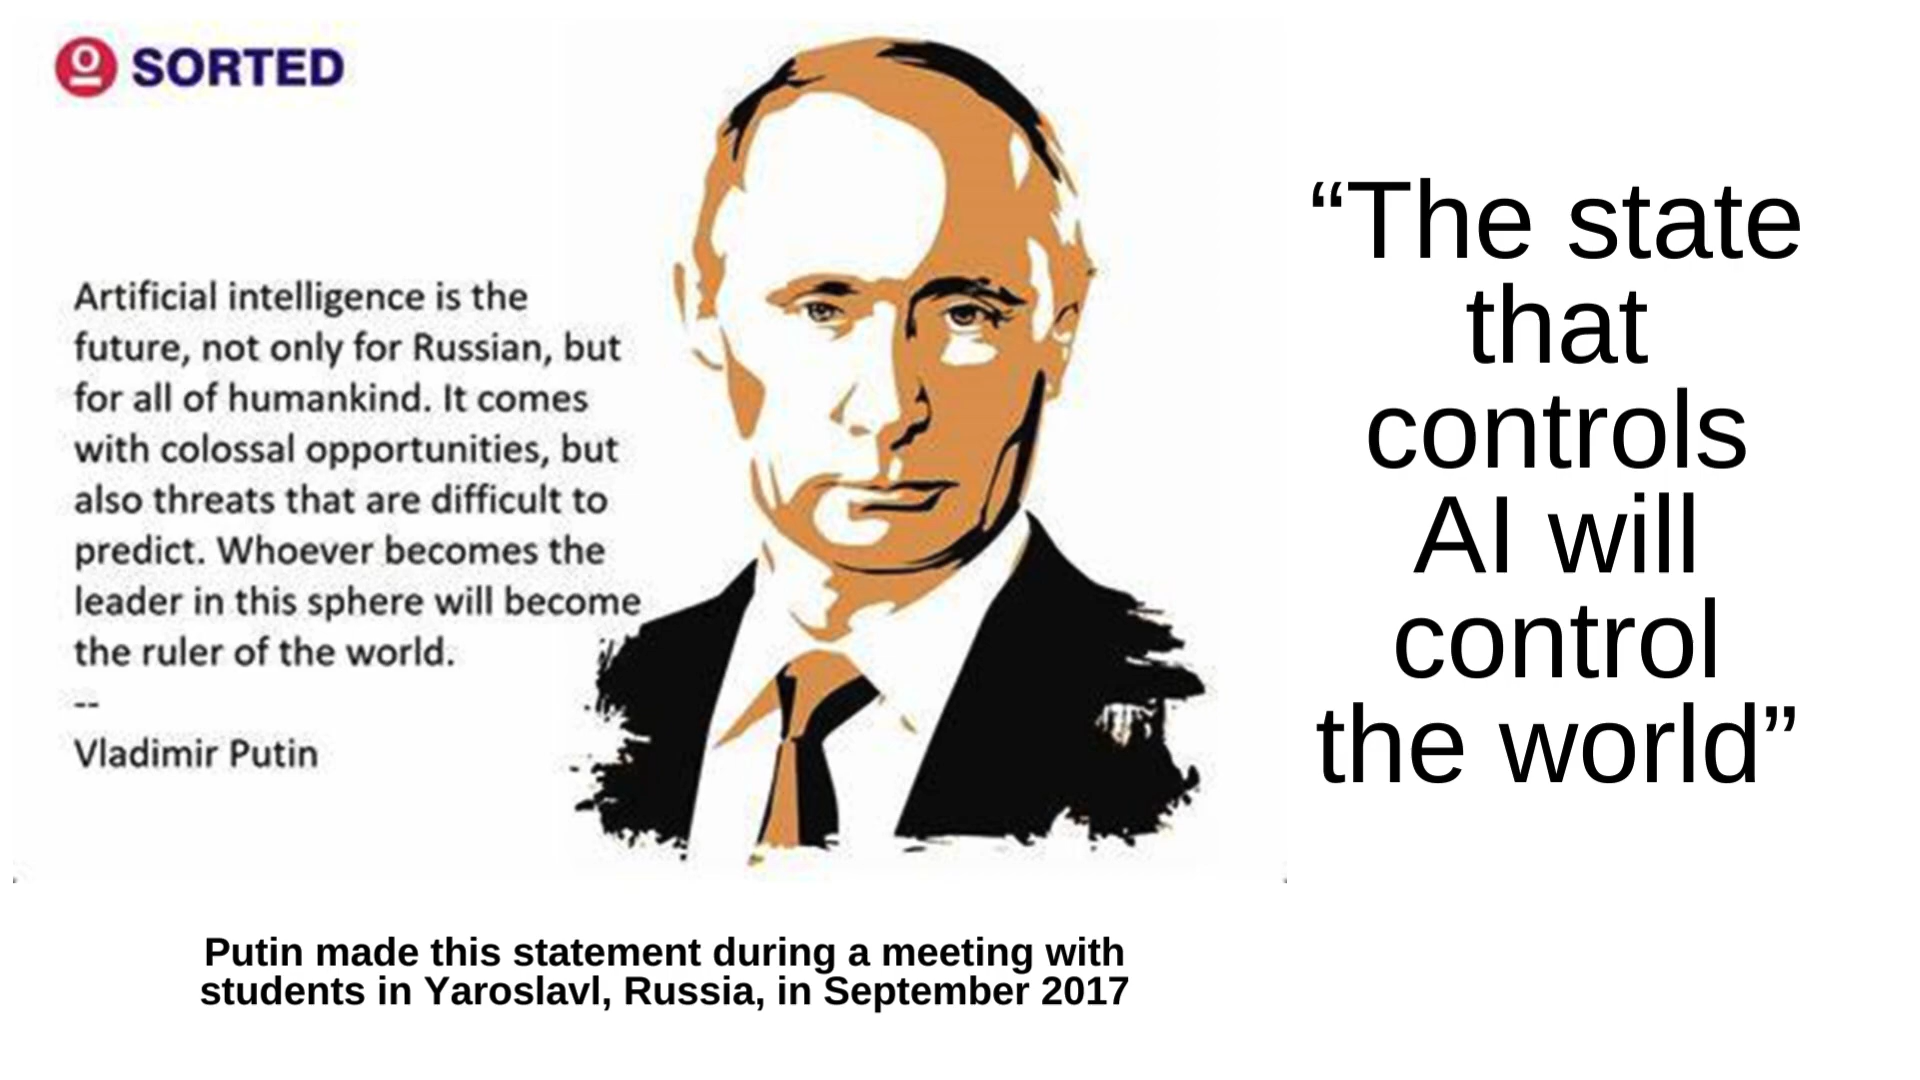 SORTED
Artificial intelligence is the
future, not only for Russian, but
for all of humankind. It comes
with colossal opportunities, but
also threats that are difficult to
predict. Whoever becomes the
leader in this sphere will become
the ruler of the world.
--
Vladimir Putin
“The state
that
controls
AI will
control
the world”
Putin made this statement during a meeting with
students in Yaroslavl, Russia, in September 2017